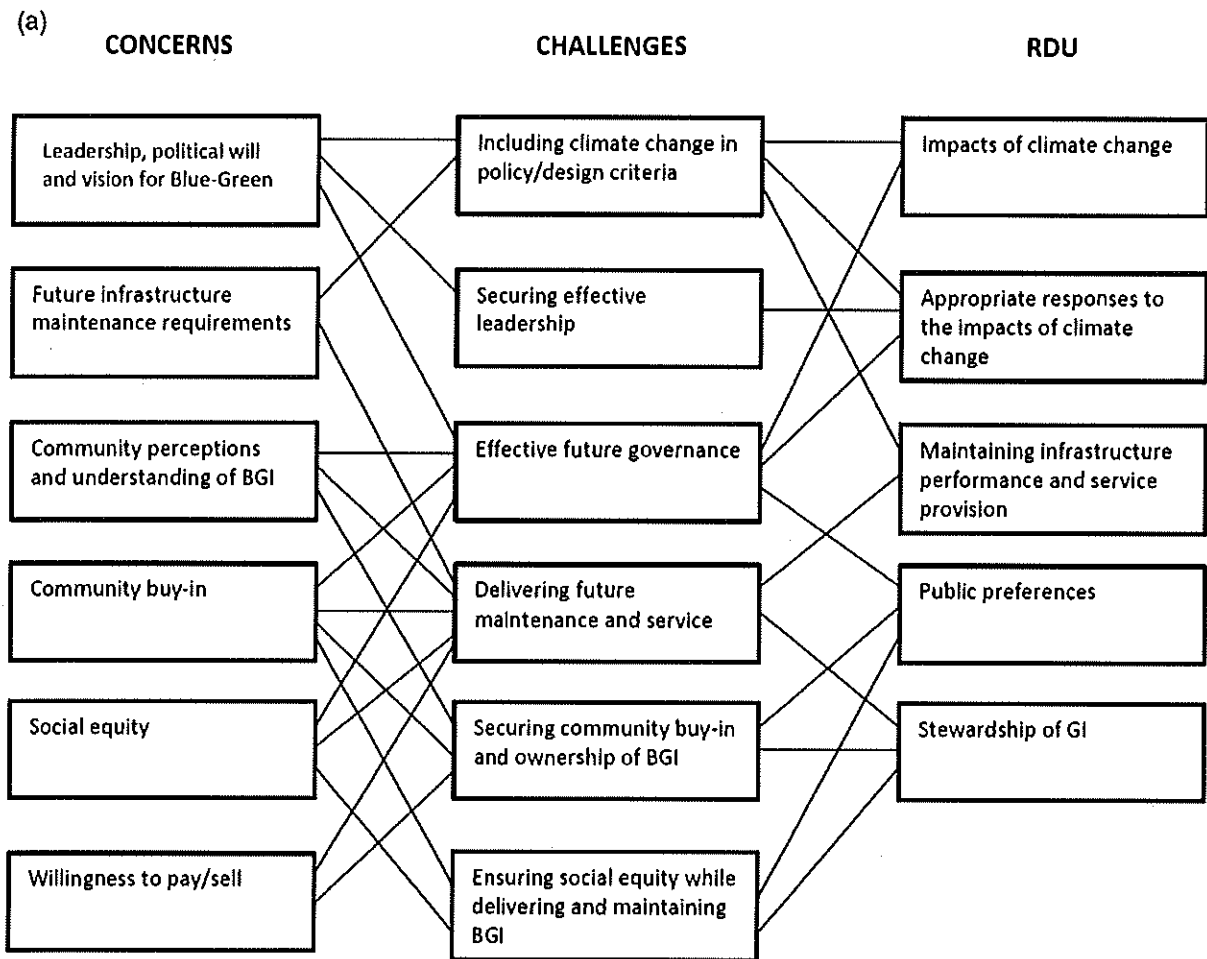 (a)
CONCERNS
CHALLENGES
RDU
Leadership, political will
and vision for Blue-Green
Including climate change in
policy/design criteria
Impacts of climate change
Future infrastructure
maintenance requirements
Securing effective
leadership
Appropriate responses to
the impacts of climate
change
Community perceptions
and understanding of BGI
Effective future governance
Maintaining infrastructure
performance and service
provision
Community buy-in
Delivering future
maintenance and service
Public preferences
Social equity
Securing community buy-in
and ownership of BGI
Stewardship of GI
Willingness to pay/sell
Ensuring social equity while
delivering and maintaining
BGI